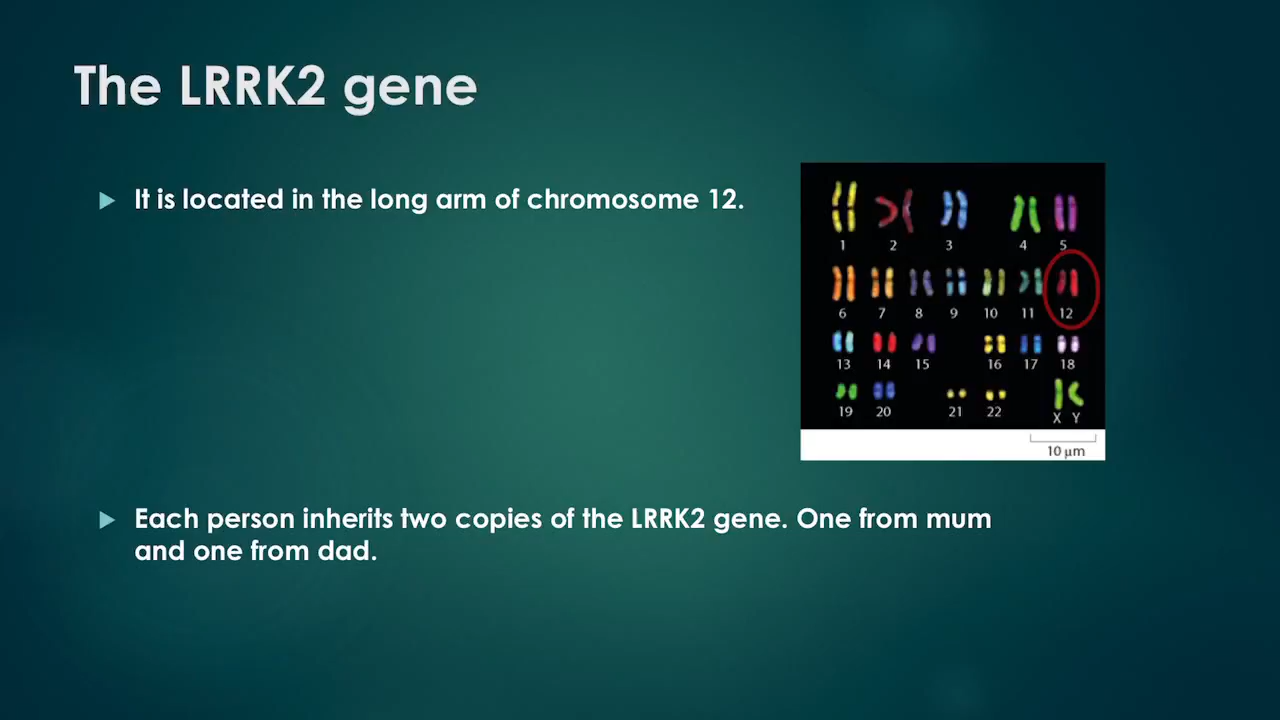 The LRRK2 gene
It is located in the long arm of chromosome 12.
1 2 3 4 5
6 7 8 9 10 11 12
13 14 15 16 17 18
19 20 21 22 X Y
10 μm
Each person inherits two copies of the LRRK2 gene. One from mum
and one from dad.